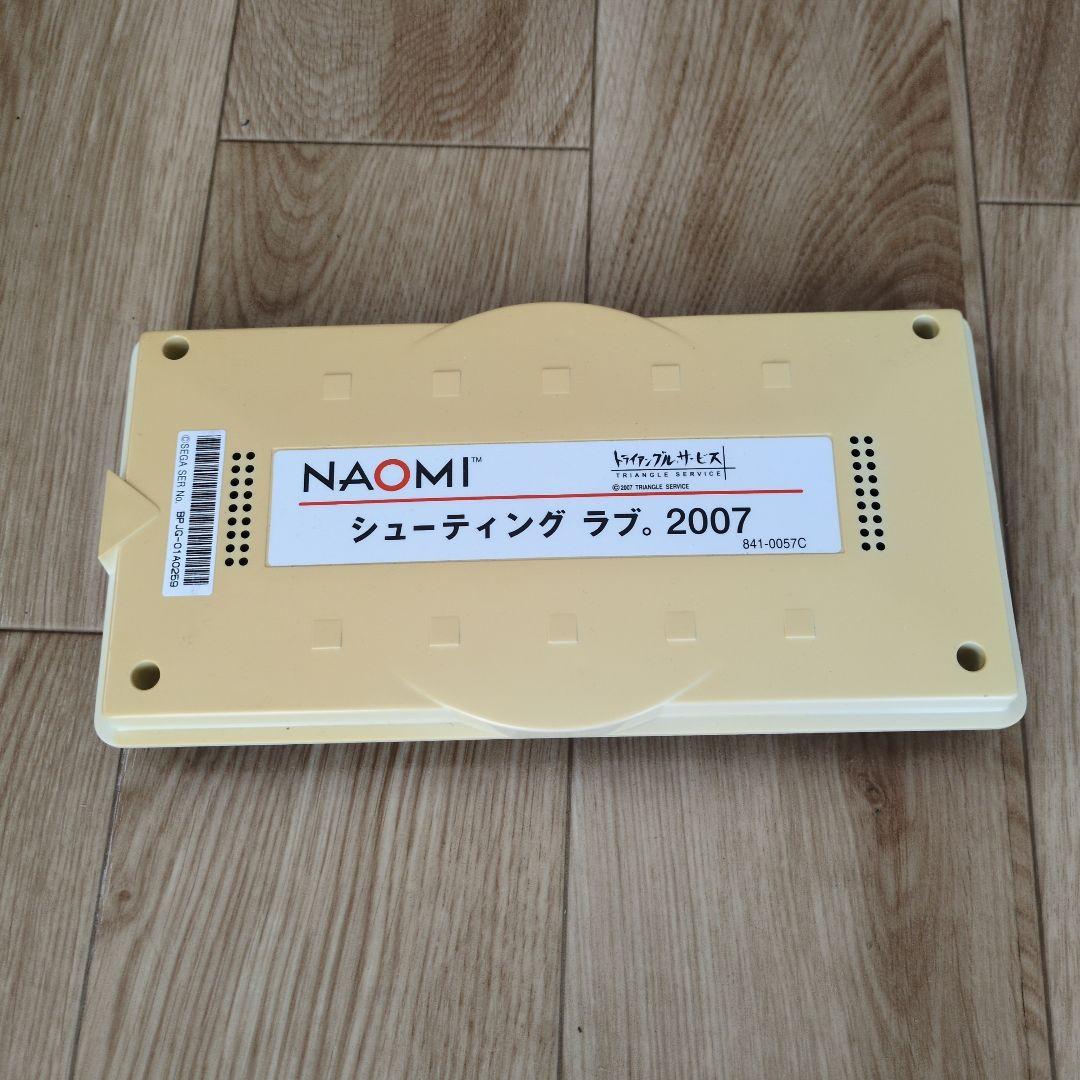 ©SEGA SER No. BPJG-01A0259
NAOMI™
トライアングル・サービス
TRIANGLE SERVICE
©2007 TRIANGLE SERVICE
シューティング ラブ。2007
841-0057C